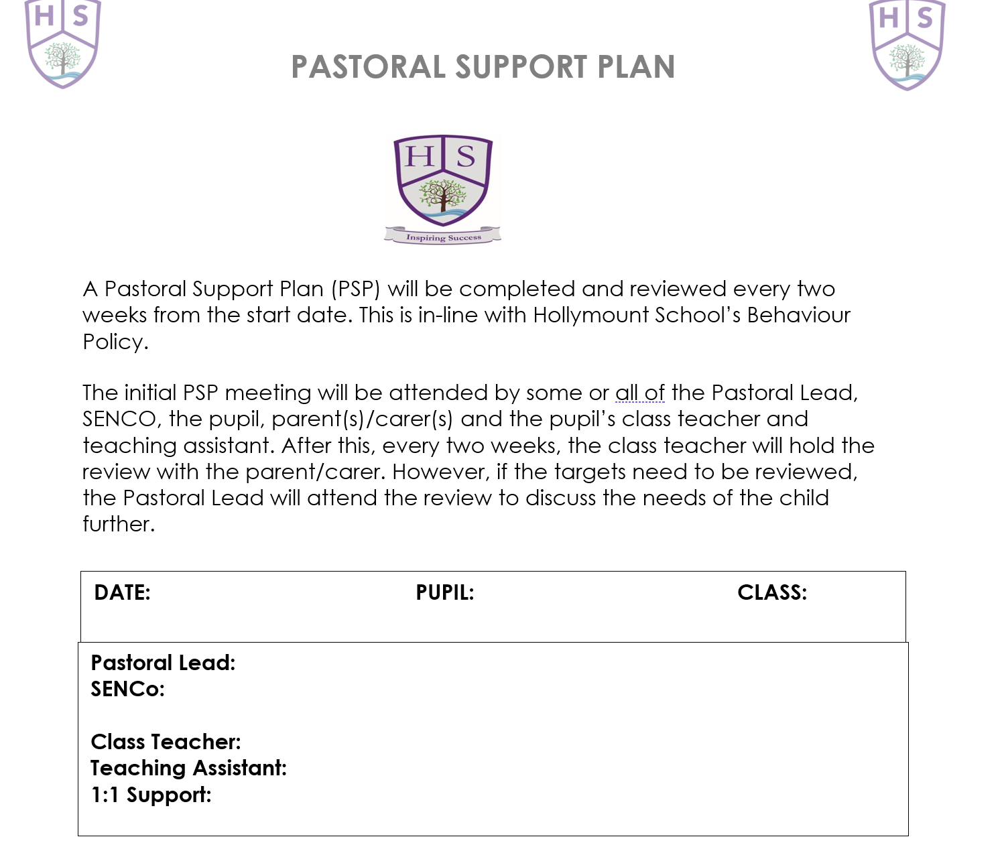 H S
H S
PASTORAL SUPPORT PLAN
H S
Inspiring Success
A Pastoral Support Plan (PSP) will be completed and reviewed every two
weeks from the start date. This is in-line with Hollymount School’s Behaviour
Policy.
The initial PSP meeting will be attended by some or all of the Pastoral Lead,
SENCO, the pupil, parent(s)/carer(s) and the pupil’s class teacher and
teaching assistant. After this, every two weeks, the class teacher will hold the
review with the parent/carer. However, if the targets need to be reviewed,
the Pastoral Lead will attend the review to discuss the needs of the child
further.
DATE: PUPIL: CLASS:
Pastoral Lead:
SENCo:
Class Teacher:
Teaching Assistant:
1:1 Support: